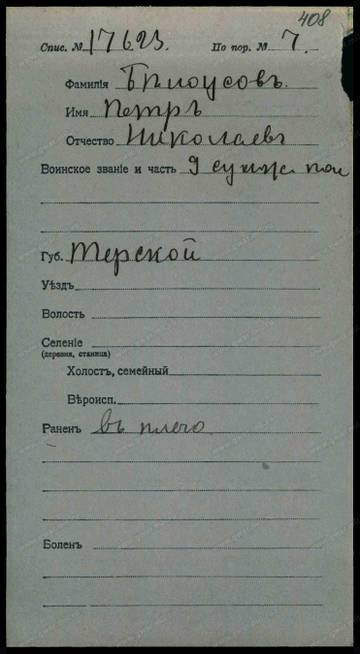 408
Спис. № 17623. По пор. № 7.
Фамилія Бѣлоусовъ.
Имя Петръ
Отчество Николаевъ
Воинское званіе и часть 9
Губ. Терской
Уѣздъ
Волость
Селеніе
(деревня, станица)
Холостъ, семейный
Вѣроисп.
Раненъ въ плечо
Боленъ